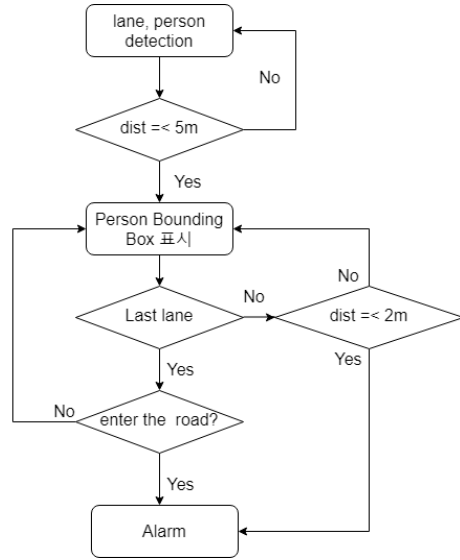 lane, person
detection
No
dist =< 5m
Yes
Person Bounding
Box 표시
No
Last lane
No
dist =< 2m
Yes
Yes
No
enter the road?
Yes
Alarm